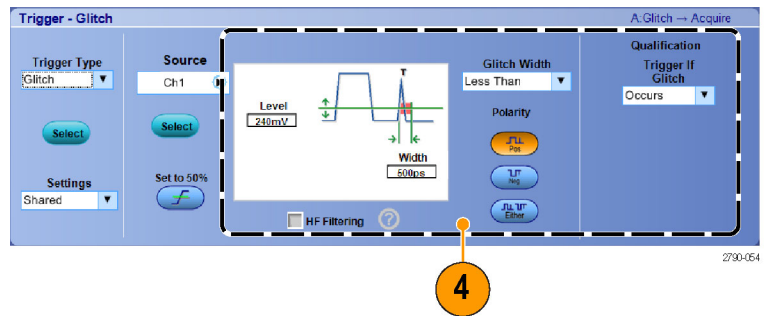 Trigger - Glitch
A:Glitch → Acquire
Trigger Type
Glitch
Select
Settings
Shared
Source
Ch1
Select
Set to 50%
Level
240mV
T
Width
500ps
HF Filtering
?
Glitch Width
Less Than
Polarity
Pos
Neg
Either
Qualification
Trigger If
Glitch
Occurs
2790-054
4